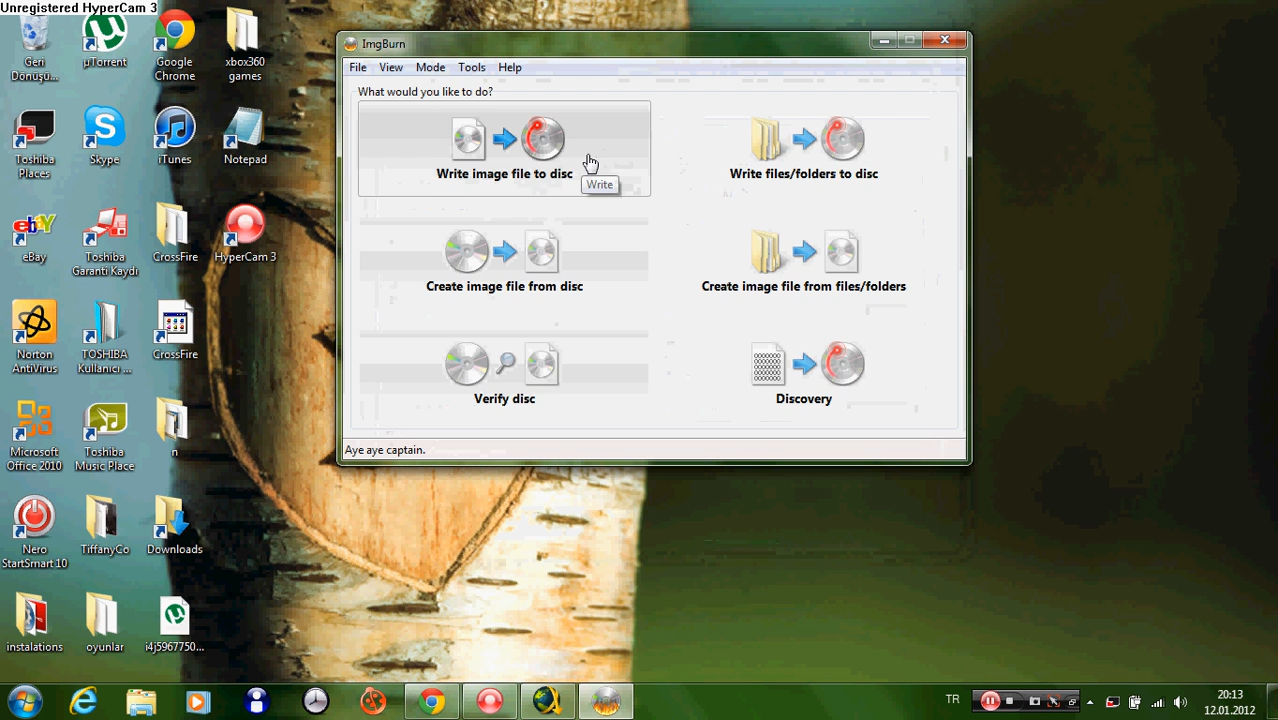 Unregistered HyperCam 3
Geri
Dönüşü...
µTorrent
Google
Chrome
xbox360
games
Toshiba
Places
Skype
iTunes
Notepad
eBay
Toshiba
Garanti Kaydı
CrossFire
HyperCam 3
Norton
AntiVirus
TOSHIBA
Kullanıcı ...
CrossFire
Microsoft
Office 2010
Toshiba
Music Place
n
Nero
StartSmart 10
TiffanyCo
Downloads
instalations
oyunlar
i4j5967750...
ImgBurn
File View Mode Tools Help
What would you like to do?
Write image file to disc
Write
Write files/folders to disc
Create image file from disc
Create image file from files/folders
Verify disc
Discovery
Aye aye captain.
TR
20:13
12.01.2012